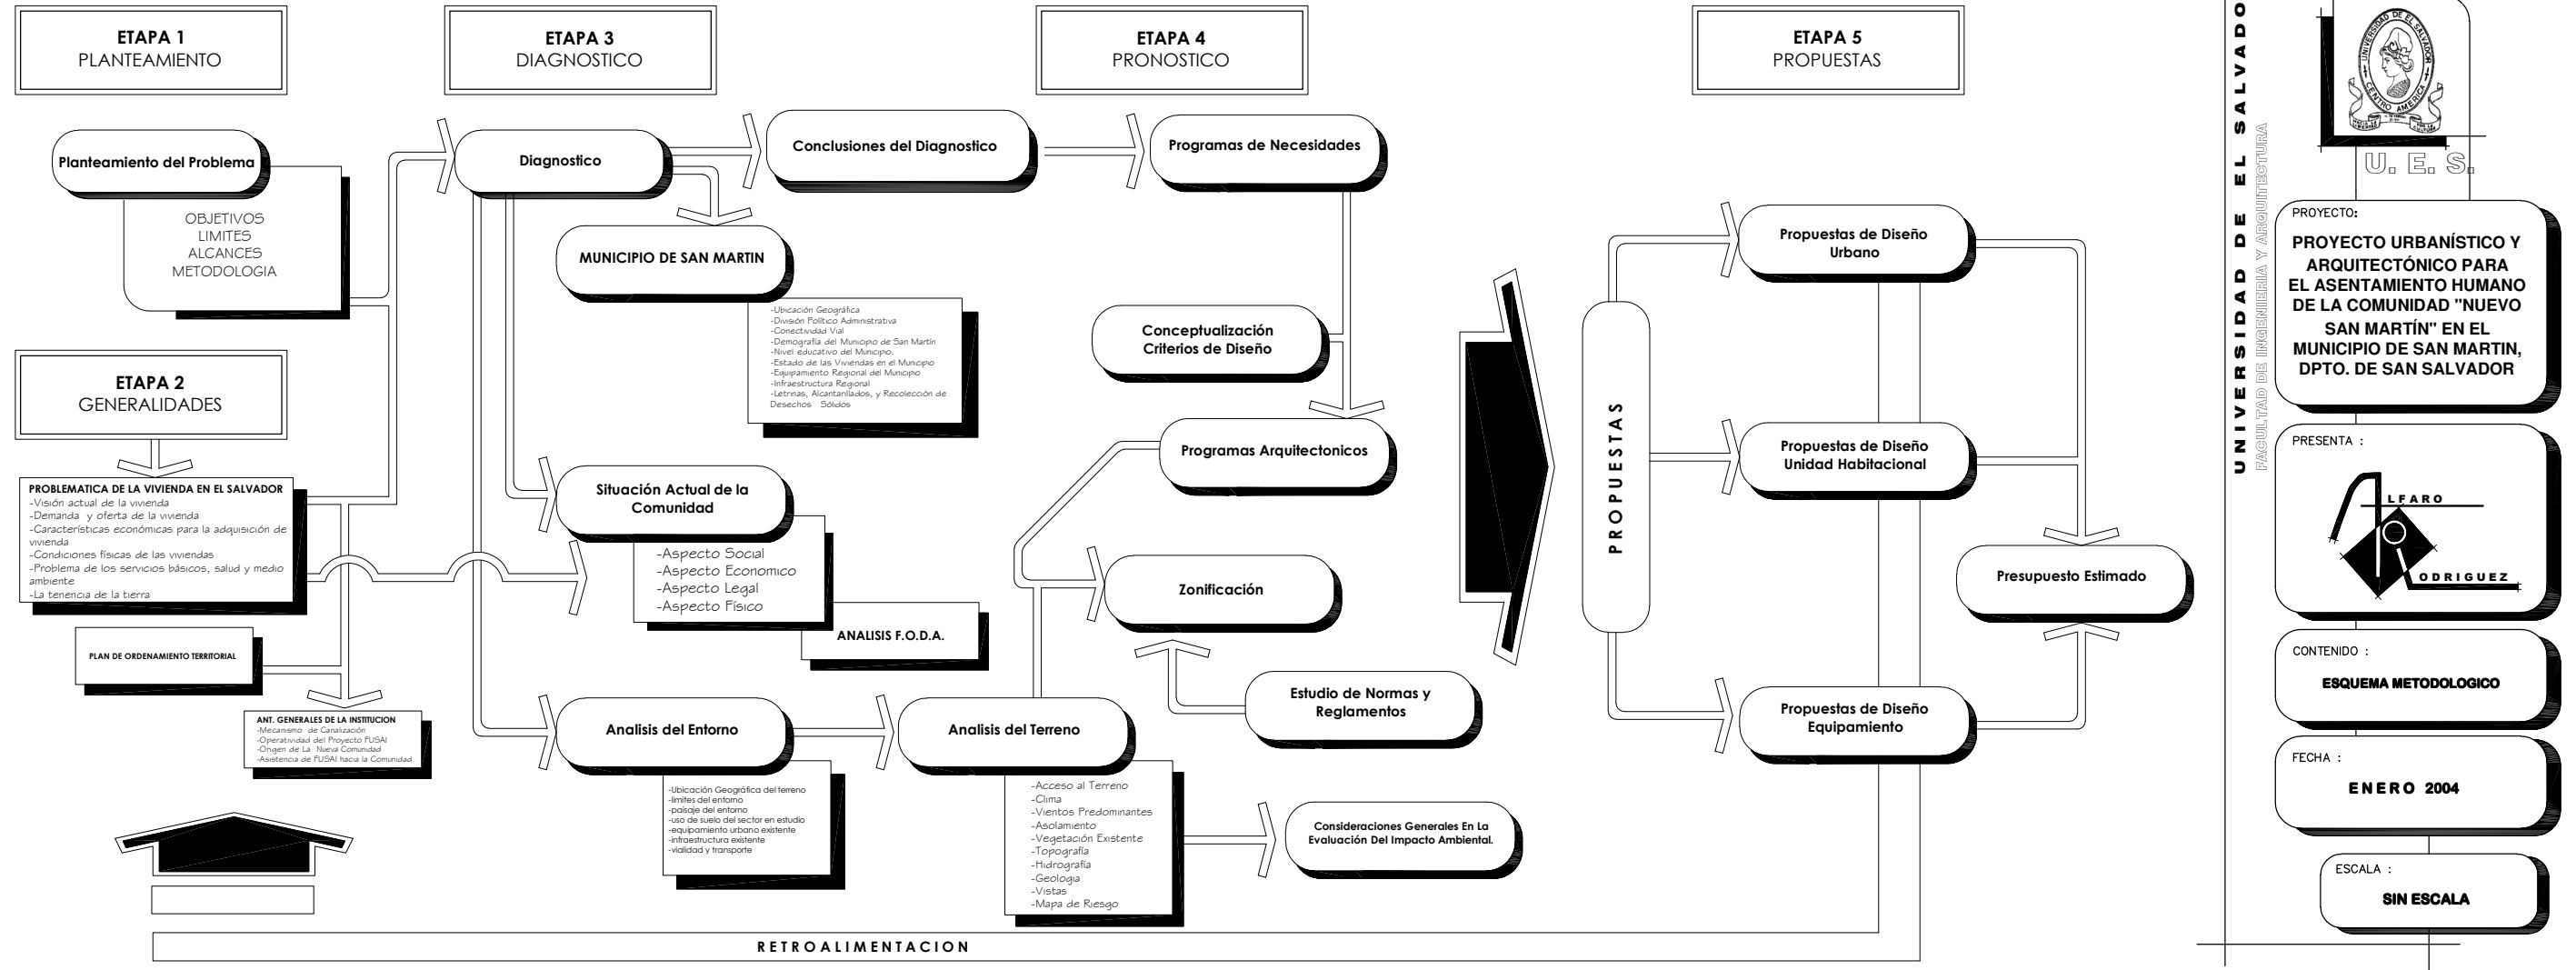 ETAPA 1
PLANTEAMIENTO
Planteamiento del Problema
OBJETIVOS
LIMITES
ALCANCES
METODOLOGIA
ETAPA 2
GENERALIDADES
PROBLEMATICA DE LA VIVIENDA EN EL SALVADOR
-Visión actual de la vivienda
-Demanda y oferta de la vivienda
-Características económicas para la adquisición de
vivienda
-Condiciones físicas de las viviendas
-Problema de los servicios básicos, salud y medio
ambiente
-La tenencia de la tierra
PLAN DE ORDENAMIENTO TERRITORIAL
ANT. GENERALES DE LA INSTITUCION
-Mecanismo de Canalización
-Operatividad del Proyecto FUSAI
-Origen de La Nueva Comunidad
-Asistencia de FUSAI hacia la Comunidad
ETAPA 3
DIAGNOSTICO
Diagnostico
Conclusiones del Diagnostico
MUNICIPIO DE SAN MARTIN
-Ubicación Geográfica
-División Político Administrativa
-Conectividad Vial
-Demografía del Municipio de San Martín
-Nivel educativo del Municipio.
-Estado de las Viviendas en el Municipio
-Equipamiento Regional del Municipio
-Infraestructura Regional
-Letrinas, Alcantarillados, y Recolección de
Desechos Sólidos
Situación Actual de la
Comunidad
-Aspecto Social
-Aspecto Economico
-Aspecto Legal
-Aspecto Físico
ANALISIS F.O.D.A.
Analisis del Entorno
-Ubicación Geográfica del terreno
-limites del entorno
-paisaje del entorno
-uso de suelo del sector en estudio
-equipamiento urbano existente
-infraestructura existente
-vialidad y transporte
Analisis del Terreno
-Acceso al Terreno
-Clima
-Vientos Predominantes
-Asolamiento
-Vegetación Existente
-Topografía
-Hidrografía
-Geologia
-Vistas
-Mapa de Riesgo
ETAPA 4
PRONOSTICO
Programas de Necesidades
Conceptualización
Criterios de Diseño
Programas Arquitectonicos
Zonificación
Estudio de Normas y
Reglamentos
Consideraciones Generales En La
Evaluación Del Impacto Ambiental.
ETAPA 5
PROPUESTAS
PROPUESTAS
Propuestas de Diseño
Urbano
Propuestas de Diseño
Unidad Habitacional
Propuestas de Diseño
Equipamiento
Presupuesto Estimado
RETROALIMENTACION
UNIVERSIDAD DE EL SALVADO
FACULTAD DE INGENIERIA Y ARQUITECTURA
UNIVERSIDAD DE EL SALVADOR
CENTRO AMERICA
U. E. S.
PROYECTO:
PROYECTO URBANÍSTICO Y
ARQUITECTÓNICO PARA
EL ASENTAMIENTO HUMANO
DE LA COMUNIDAD "NUEVO
SAN MARTÍN" EN EL
MUNICIPIO DE SAN MARTIN,
DPTO. DE SAN SALVADOR
PRESENTA :
LFARO
ODRIGUEZ
CONTENIDO :
ESQUEMA METODOLOGICO
FECHA :
ENERO 2004
ESCALA :
SIN ESCALA